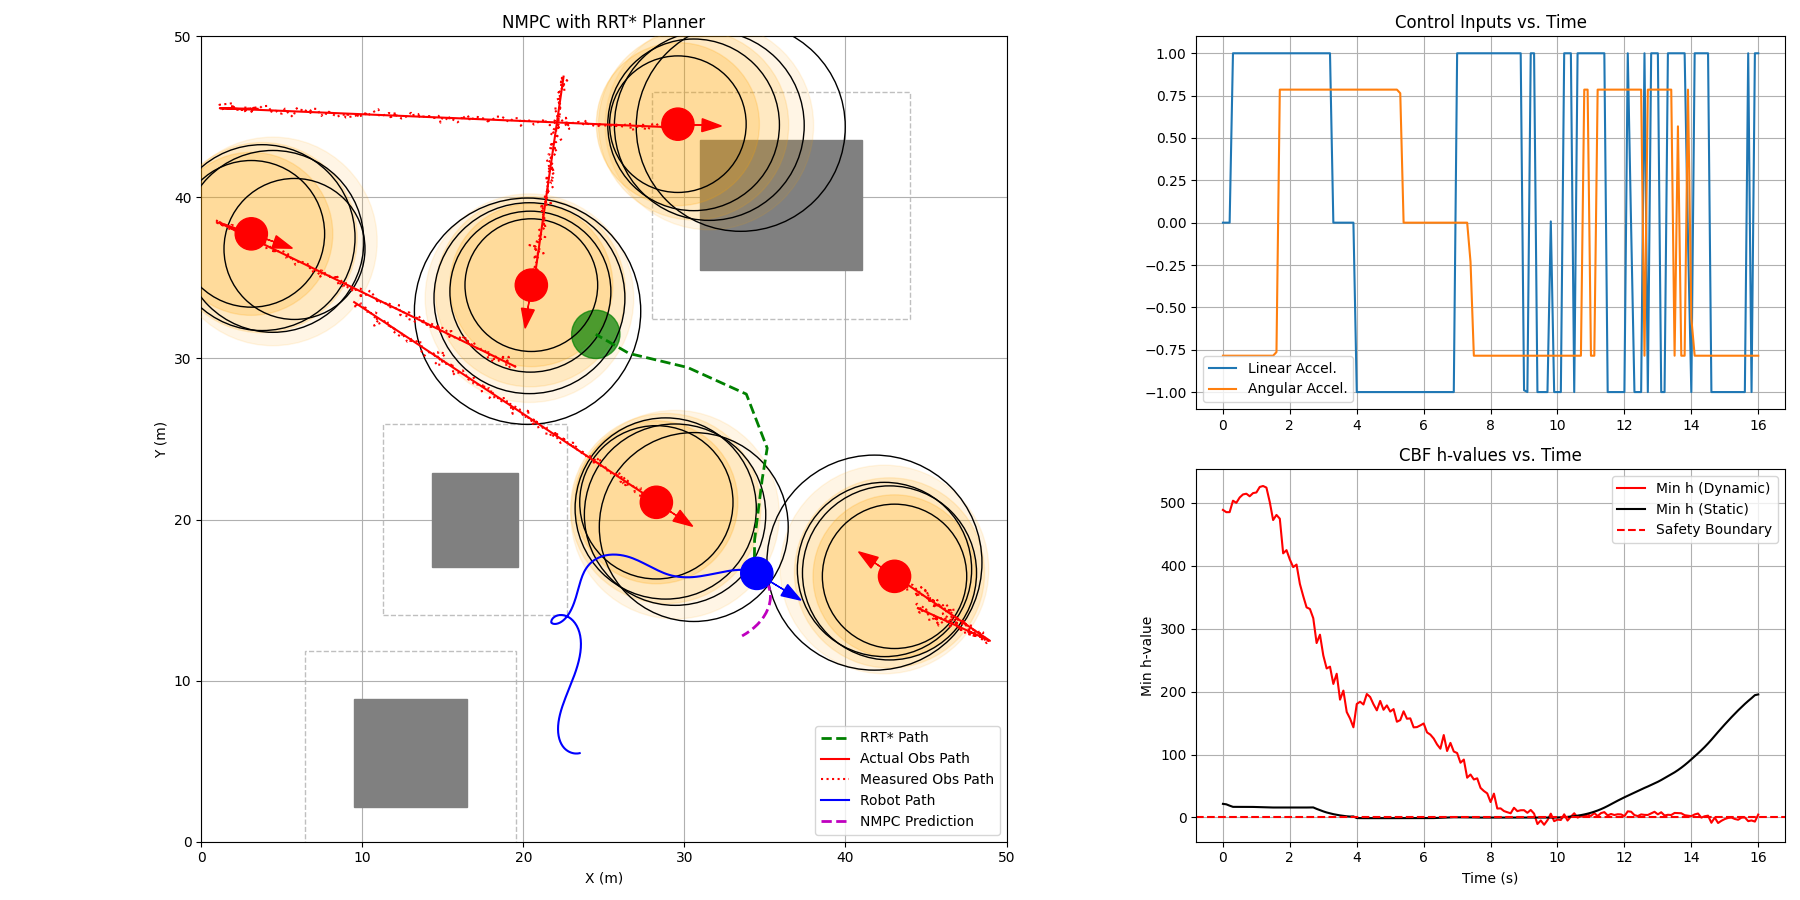 NMPC with RRT* Planner
50
40
30
20
10
0
Y (m)
0 10 20 30 40 50
X (m)
RRT* Path
Actual Obs Path
Measured Obs Path
Robot Path
NMPC Prediction
Control Inputs vs. Time
1.00
0.75
0.50
0.25
0.00
−0.25
−0.50
−0.75
−1.00
Linear Accel.
Angular Accel.
0 2 4 6 8 10 12 14 16
CBF h-values vs. Time
500
400
300
200
100
0
Min h-value
Min h (Dynamic)
Min h (Static)
Safety Boundary
0 2 4 6 8 10 12 14 16
Time (s)